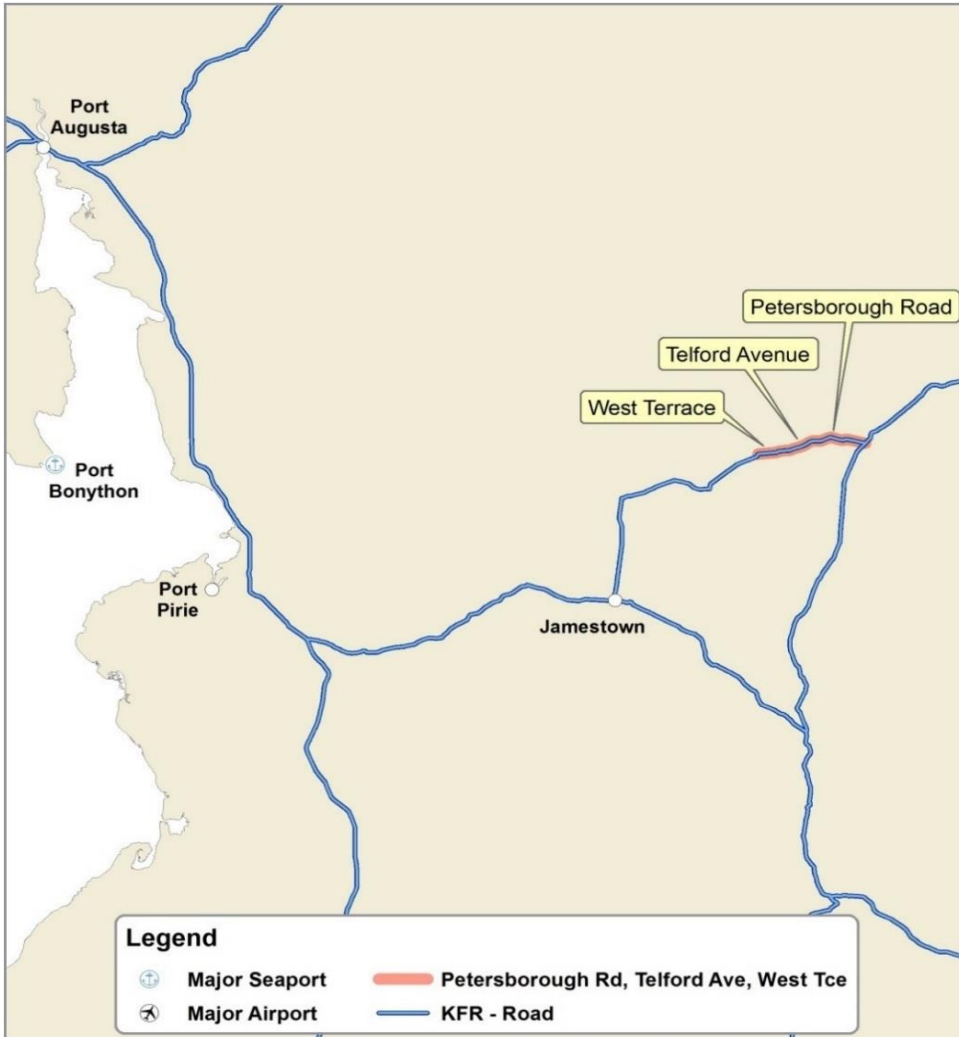 Port
Augusta
Petersborough Road
Telford Avenue
West Terrace
Port
Bonython
Port
Pirie
Jamestown
Legend
Major Seaport
Petersborough Rd, Telford Ave, West Tce
Major Airport
KFR - Road